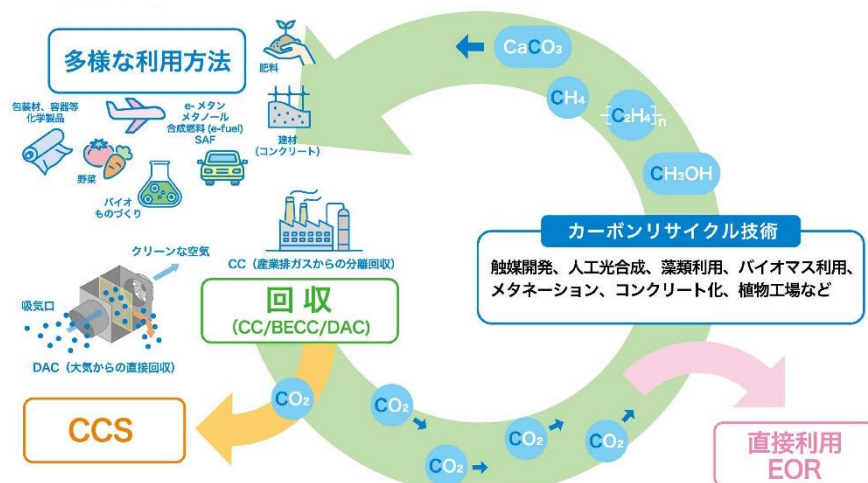 多様な利用方法
肥料
包装材、容器等
化学製品
e-メタン
メタノール
合成燃料 (e-fuel)
SAF
建材
(コンクリート)
野菜
バイオ
ものづくり
CaCO₃
CH₄
[C₂H₄]n
CH₃OH
カーボンリサイクル技術
触媒開発、人工光合成、藻類利用、バイオマス利用、
メタネーション、コンクリート化、植物工場など
クリーンな空気
CC（産業排ガスからの分離回収）
回収
(CC/BECC/DAC)
吸気口
DAC（大気からの直接回収）
CO₂
CO₂
CO₂
CO₂
CO₂
CCS
直接利用
EOR